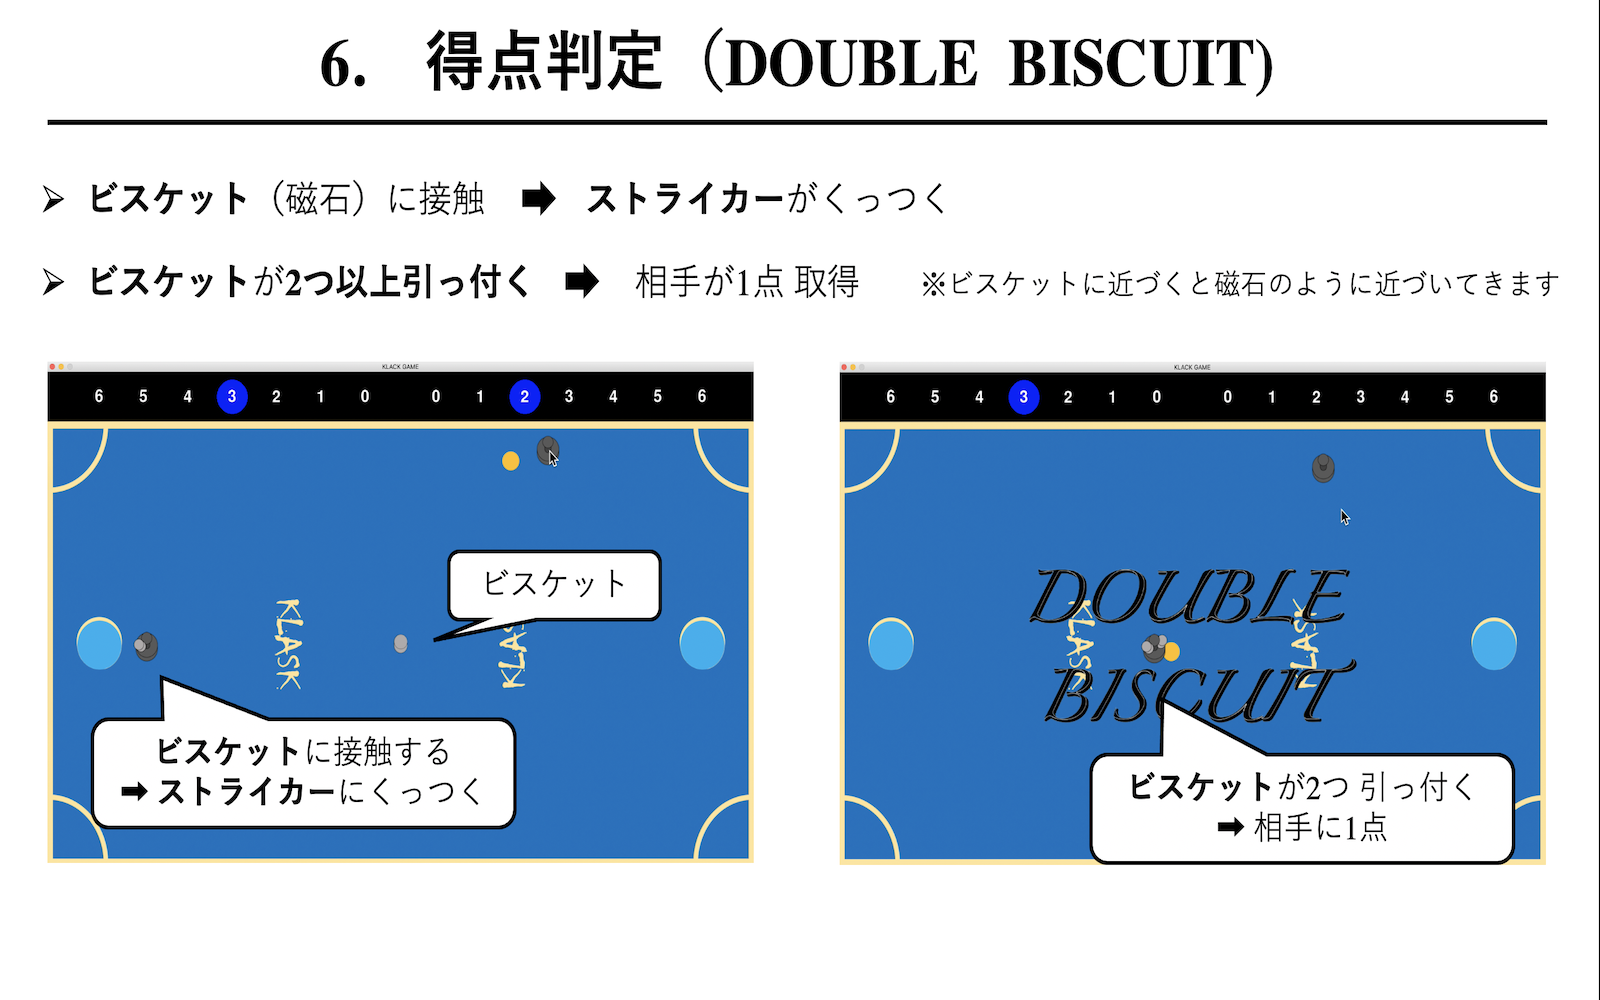 6. 得点判定（DOUBLE BISCUIT)
➢ ビスケット（磁石）に接触 ➡ ストライカーがくっつく
➢ ビスケットが2つ以上引っ付く ➡ 相手が1点 取得 ※ビスケットに近づくと磁石のように近づいてきます
KLACK GAME
6 5 4 3 2 1 0 0 1 2 3 4 5 6
ビスケット
KLASK
KLASK
ビスケットに接触する
➡ ストライカーにくっつく
KLACK GAME
6 5 4 3 2 1 0 0 1 2 3 4 5 6
DOUBLE
KLASK
KLASK
BISCUIT
ビスケットが2つ 引っ付く
➡ 相手に1点